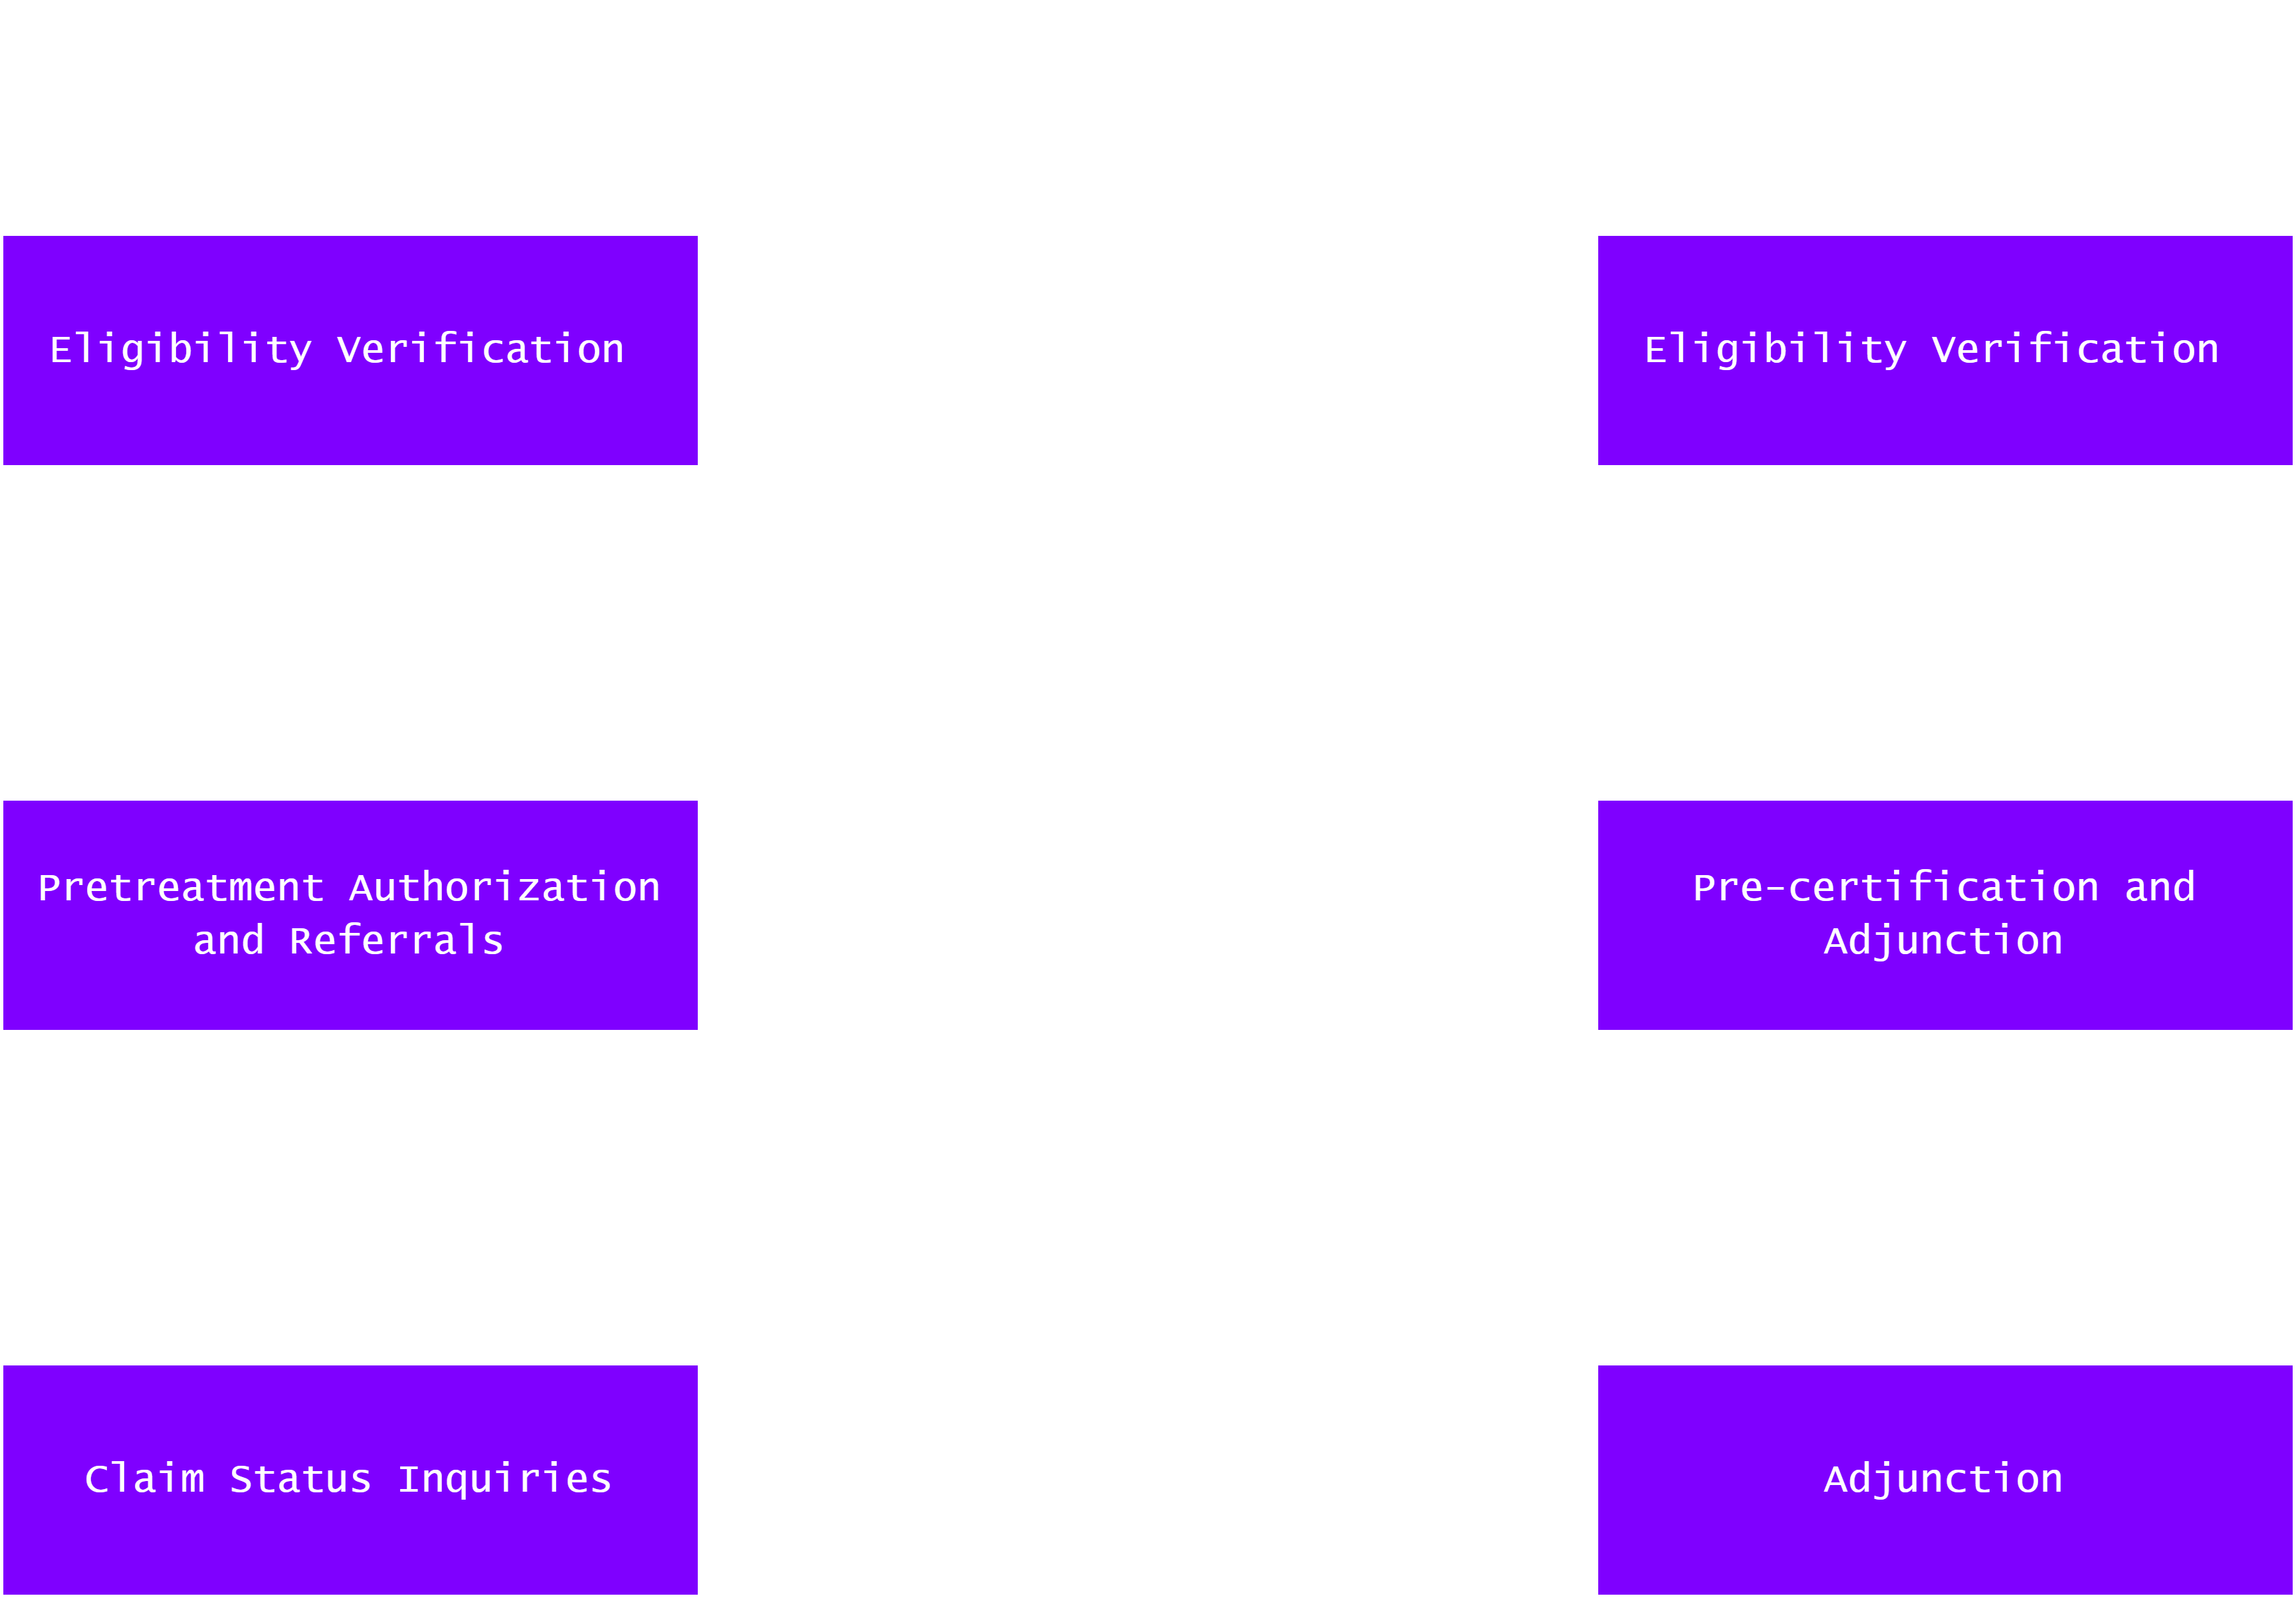 Eligibility Verification
Eligibility Verification
Pretreatment Authorization
and Referrals
Pre-certification and
Adjunction
Claim Status Inquiries
Adjunction